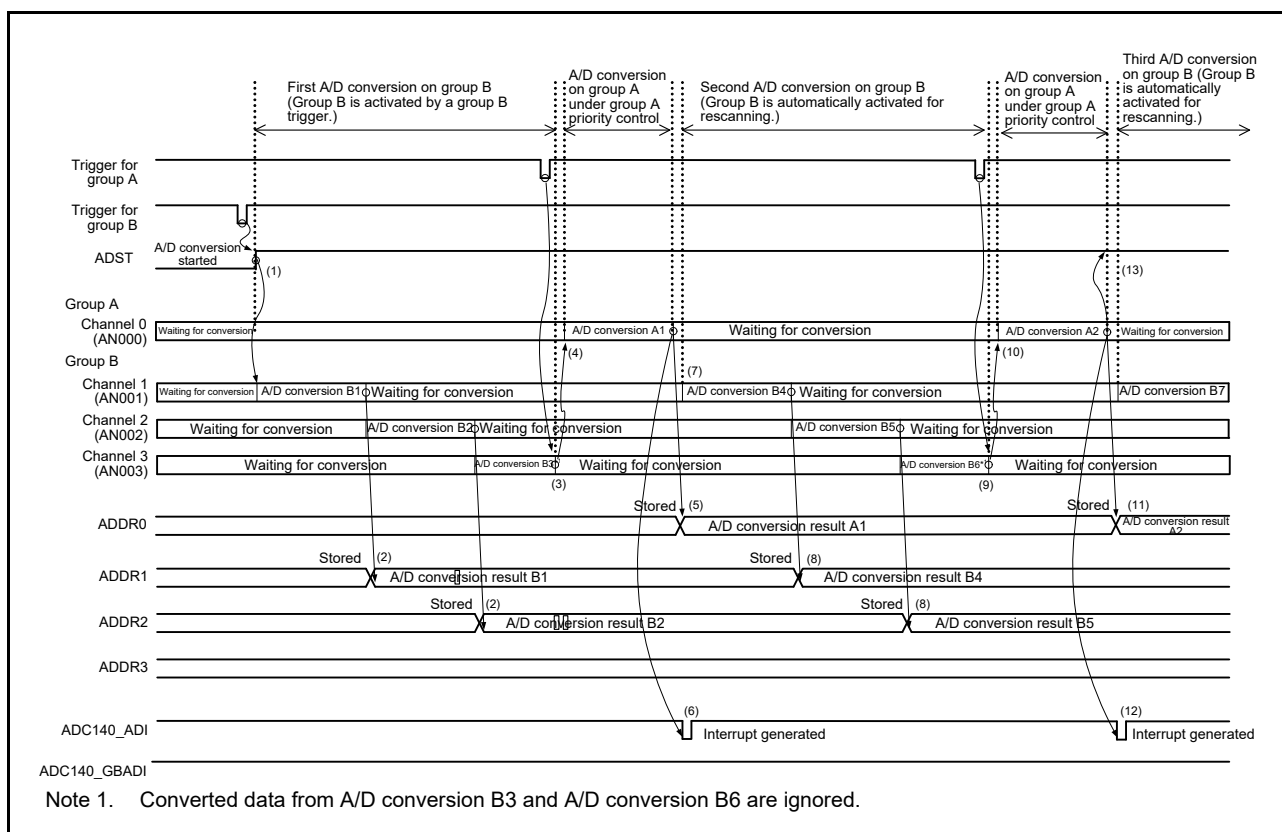 First A/D conversion on group B
(Group B is activated by a group B
trigger.)
A/D conversion
on group A
under group A
priority control
Second A/D conversion on group B
(Group B is automatically activated for
rescanning.)
A/D conversion
on group A
under group A
priority control
Third A/D conversion
on group B (Group B
is automatically
activated for
rescanning.)
Trigger for
group A
Trigger for
group B
ADST
A/D conversion
started
(1)
(13)
Group A
Channel 0
(AN000)
Waiting for conversion
A/D conversion A1
Waiting for conversion
A/D conversion A2
Waiting for conversion
(4)
(10)
Group B
Channel 1
(AN001)
(7)
Waiting for conversion
A/D conversion B1
Waiting for conversion
A/D conversion B4
Waiting for conversion
A/D conversion B7
Channel 2
(AN002)
Waiting for conversion
A/D conversion B2
Waiting for conversion
A/D conversion B5
Waiting for conversion
Channel 3
(AN003)
Waiting for conversion
A/D conversion B3
Waiting for conversion
A/D conversion B6*
Waiting for conversion
(3)
(9)
ADDR0
Stored
(5)
A/D conversion result A1
Stored
(11)
A/D conversion result
A2
ADDR1
Stored
(2)
A/D conversion result B1
Stored
(8)
A/D conversion result B4
ADDR2
Stored
(2)
A/D conversion result B2
Stored
(8)
A/D conversion result B5
ADDR3
ADC140_ADI
(6)
Interrupt generated
(12)
Interrupt generated
ADC140_GBADI
Note 1. Converted data from A/D conversion B3 and A/D conversion B6 are ignored.